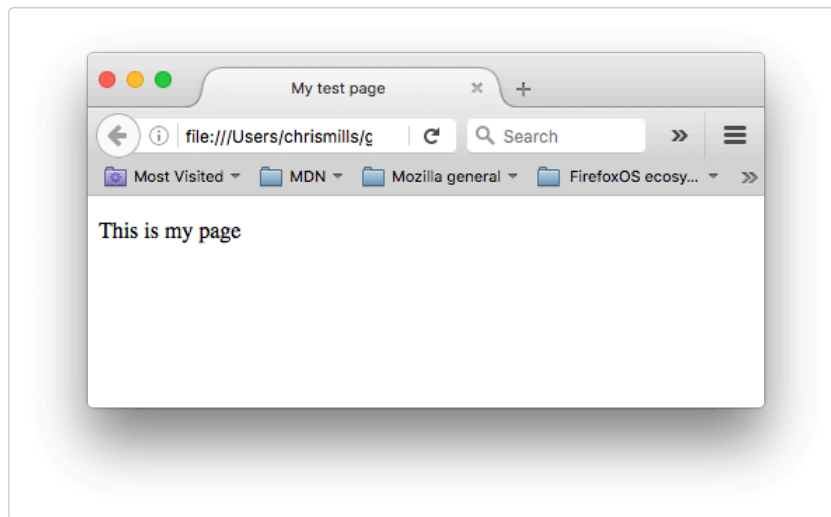 My test page
file:///Users/chrismills/g
Search
Most Visited MDN Mozilla general FirefoxOS ecosy...
This is my page